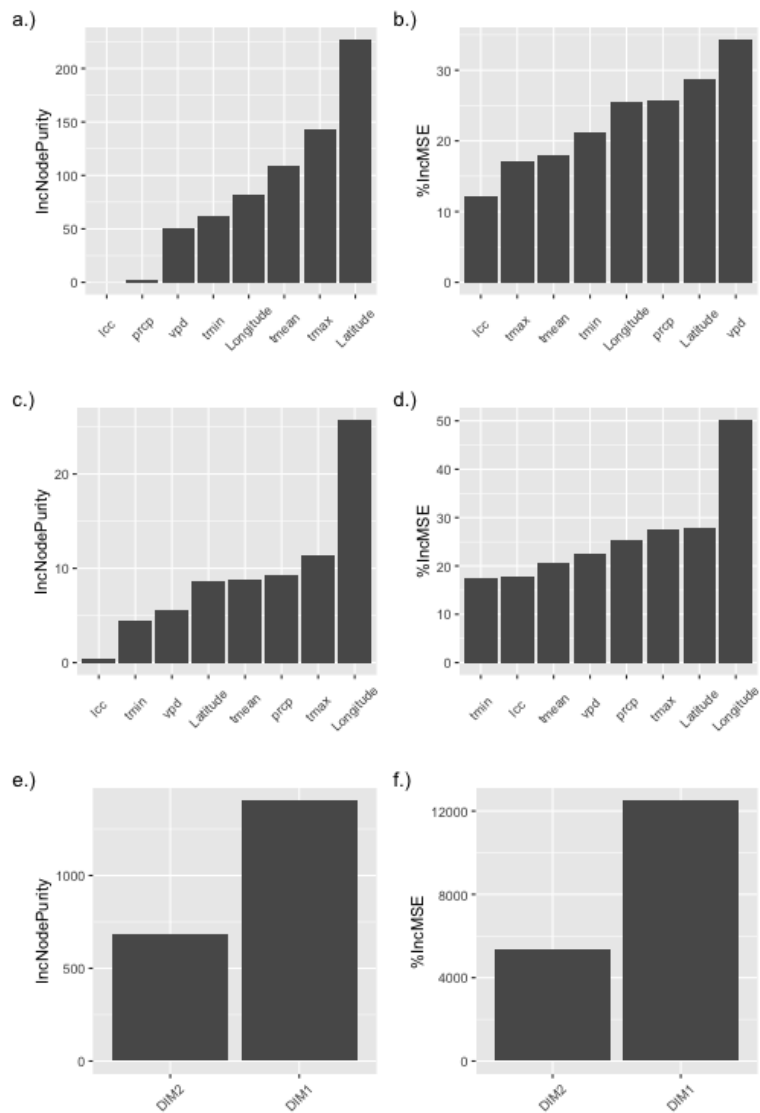 a.)
IncNodePurity
200
150
100
50
0
lcc
prcp
vpd
tmin
Longitude
tmean
tmax
Latitude
b.)
%IncMSE
30
20
10
0
lcc
tmax
tmean
tmin
Longitude
prcp
Latitude
vpd
c.)
IncNodePurity
20
10
0
lcc
tmin
vpd
Latitude
tmean
prcp
tmax
Longitude
d.)
%IncMSE
50
40
30
20
10
0
tmin
lcc
tmean
vpd
prcp
tmax
Latitude
Longitude
e.)
IncNodePurity
1000
500
0
DIM2
DIM1
f.)
%IncMSE
12000
8000
4000
0
DIM2
DIM1